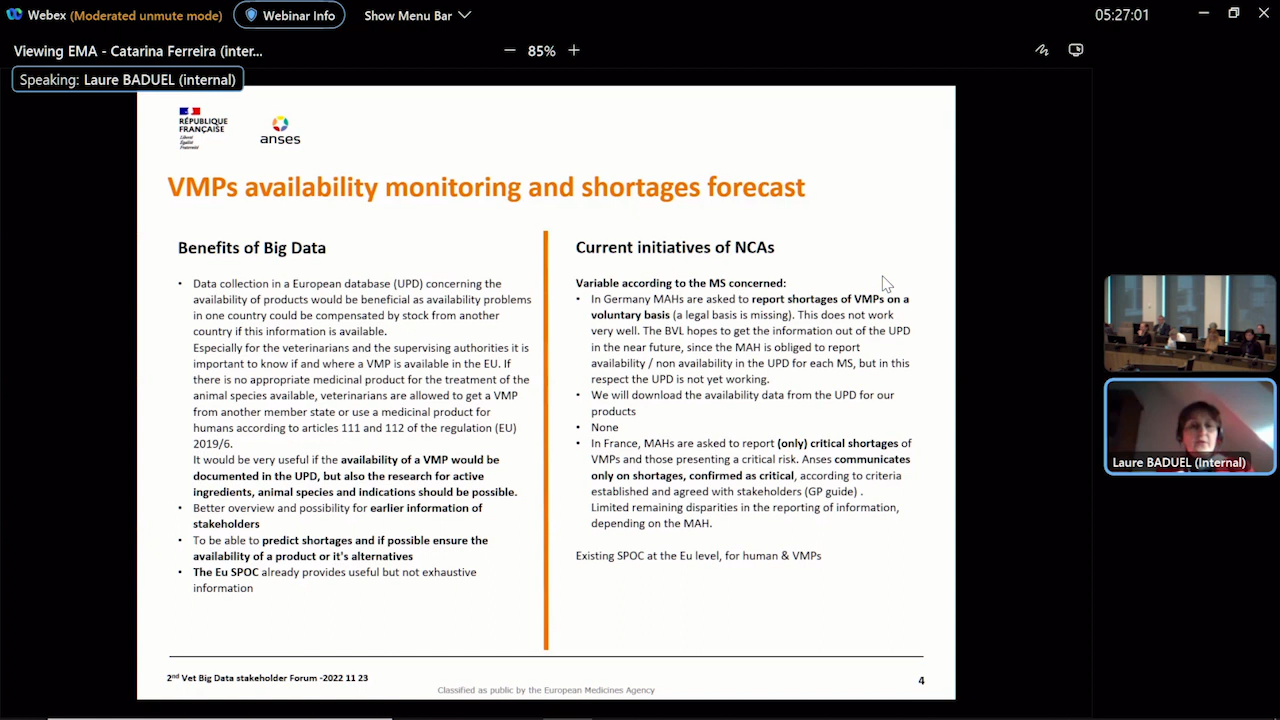 Webex (Moderated unmute mode) Webinar Info Show Menu Bar 05:27:01
Viewing EMA - Catarina Ferreira (inter... 85%
Speaking: Laure BADUEL (internal)
RÉPUBLIQUE
FRANÇAISE
Liberté
Égalité
Fraternité
anses
VMPs availability monitoring and shortages forecast
Benefits of Big Data
• Data collection in a European database (UPD) concerning the
availability of products would be beneficial as availability problems
in one country could be compensated by stock from another
country if this information is available.
Especially for the veterinarians and the supervising authorities it is
important to know if and where a VMP is available in the EU. If
there is no appropriate medicinal product for the treatment of the
animal species available, veterinarians are allowed to get a VMP
from another member state or use a medicinal product for
humans according to articles 111 and 112 of the regulation (EU)
2019/6.
It would be very useful if the availability of a VMP would be
documented in the UPD, but also the research for active
ingredients, animal species and indications should be possible.
• Better overview and possibility for earlier information of
stakeholders
• To be able to predict shortages and if possible ensure the
availability of a product or it's alternatives
• The Eu SPOC already provides useful but not exhaustive
information
Current initiatives of NCAs
Variable according to the MS concerned:
• In Germany MAHs are asked to report shortages of VMPs on a
voluntary basis (a legal basis is missing). This does not work
very well. The BVL hopes to get the information out of the UPD
in the near future, since the MAH is obliged to report
availability / non availability in the UPD for each MS, but in this
respect the UPD is not yet working.
• We will download the availability data from the UPD for our
products
• None
• In France, MAHs are asked to report (only) critical shortages of
VMPs and those presenting a critical risk. Anses communicates
only on shortages, confirmed as critical, according to criteria
established and agreed with stakeholders (GP guide) .
Limited remaining disparities in the reporting of information,
depending on the MAH.
Existing SPOC at the Eu level, for human & VMPs
2nd Vet Big Data stakeholder Forum -2022 11 23
Classified as public by the European Medicines Agency
4
Laure BADUEL (Internal)